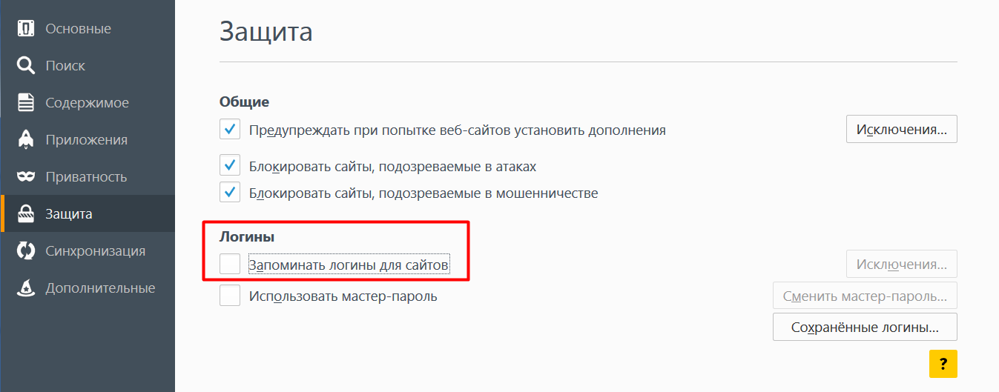 Основные
Поиск
Содержимое
Приложения
Приватность
Защита
Синхронизация
Дополнительные
Защита
Общие
Предупреждать при попытке веб-сайтов установить дополнения
Исключения...
Блокировать сайты, подозреваемые в атаках
Блокировать сайты, подозреваемые в мошенничестве
Логины
Запоминать логины для сайтов
Исключения...
Использовать мастер-пароль
Сменить мастер-пароль...
Сохранённые логины...
?